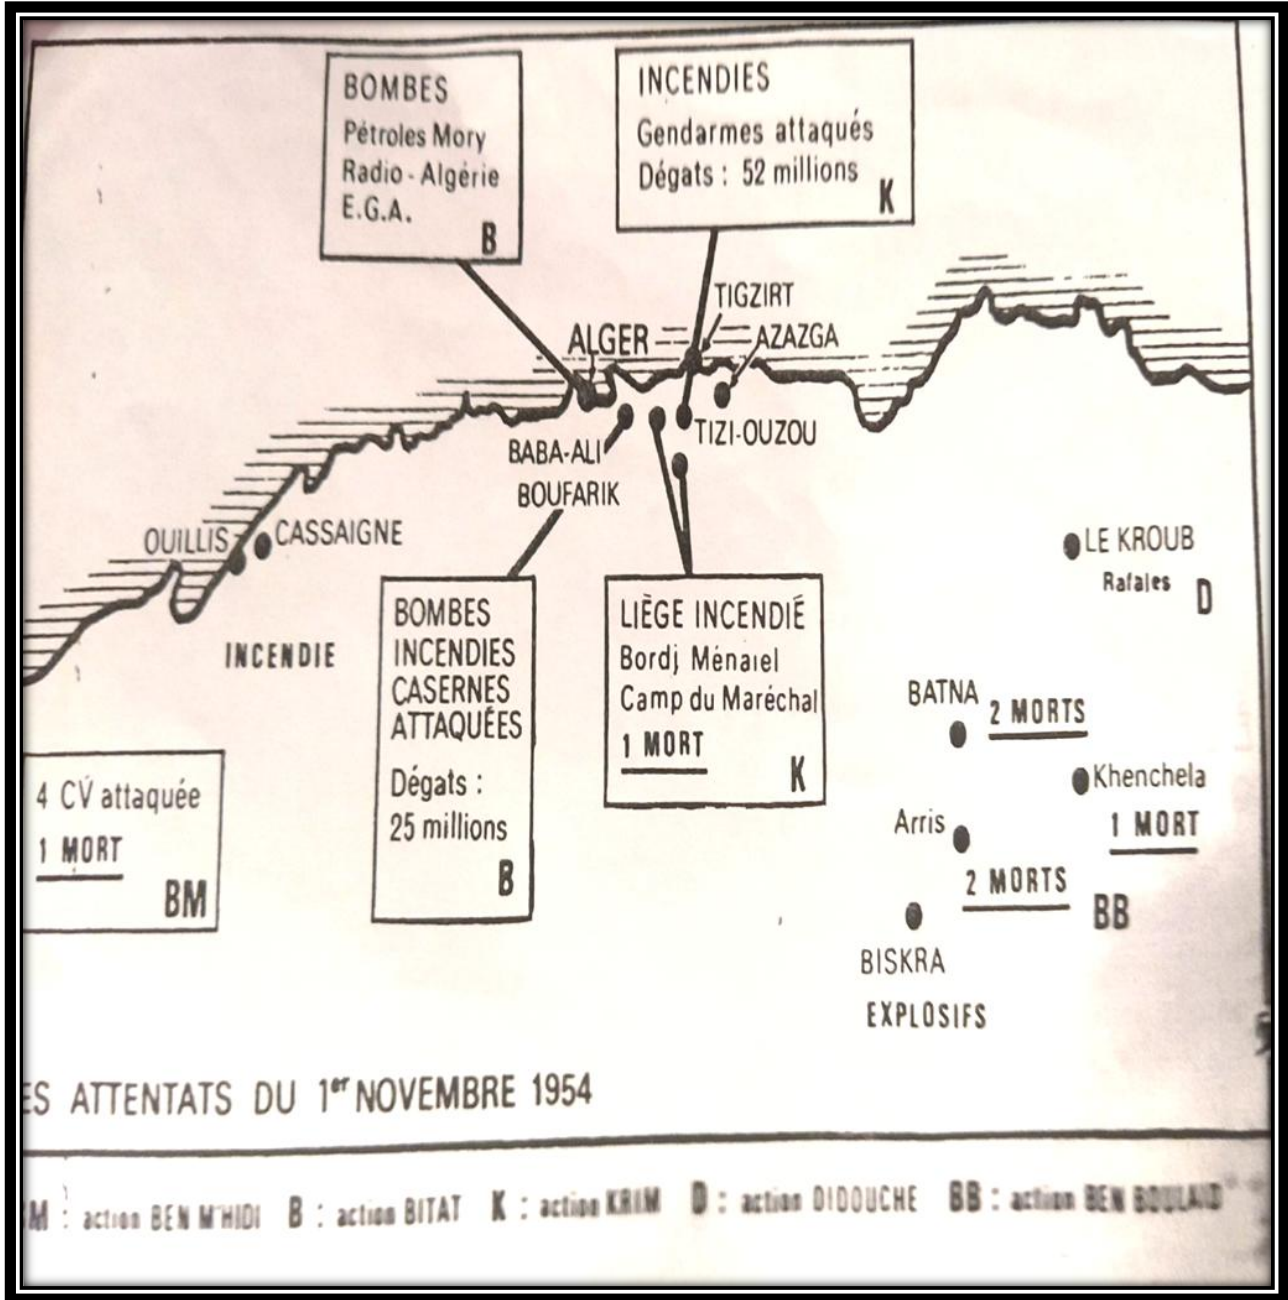 BOMBES
Pétroles Mory
Radio-Algérie
E.G.A.
B
INCENDIES
Gendarmes attaqués
Dégats : 52 millions
K
TIGZIRT
ALGER
AZAZGA
TIZI-OUZOU
BABA-ALI
BOUFARIK
OUILLIS
CASSAIGNE
INCENDIE
LE KROUB
Rafales
D
BOMBES
INCENDIES
CASERNES
ATTAQUÉES
Dégats :
25 millions
B
LIÈGE INCENDIÉ
Bordj Ménaiel
Camp du Maréchal
1 MORT
K
BATNA
2 MORTS
Khenchela
1 MORT
Arris
2 MORTS
BB
BISKRA
EXPLOSIFS
4 CV attaquée
1 MORT
BM
ES ATTENTATS DU 1er NOVEMBRE 1954
M : action BEN M'HIDI B : action BITAT K : action KRIM D : action DIDOUCHE BB : action BEN BOULAID